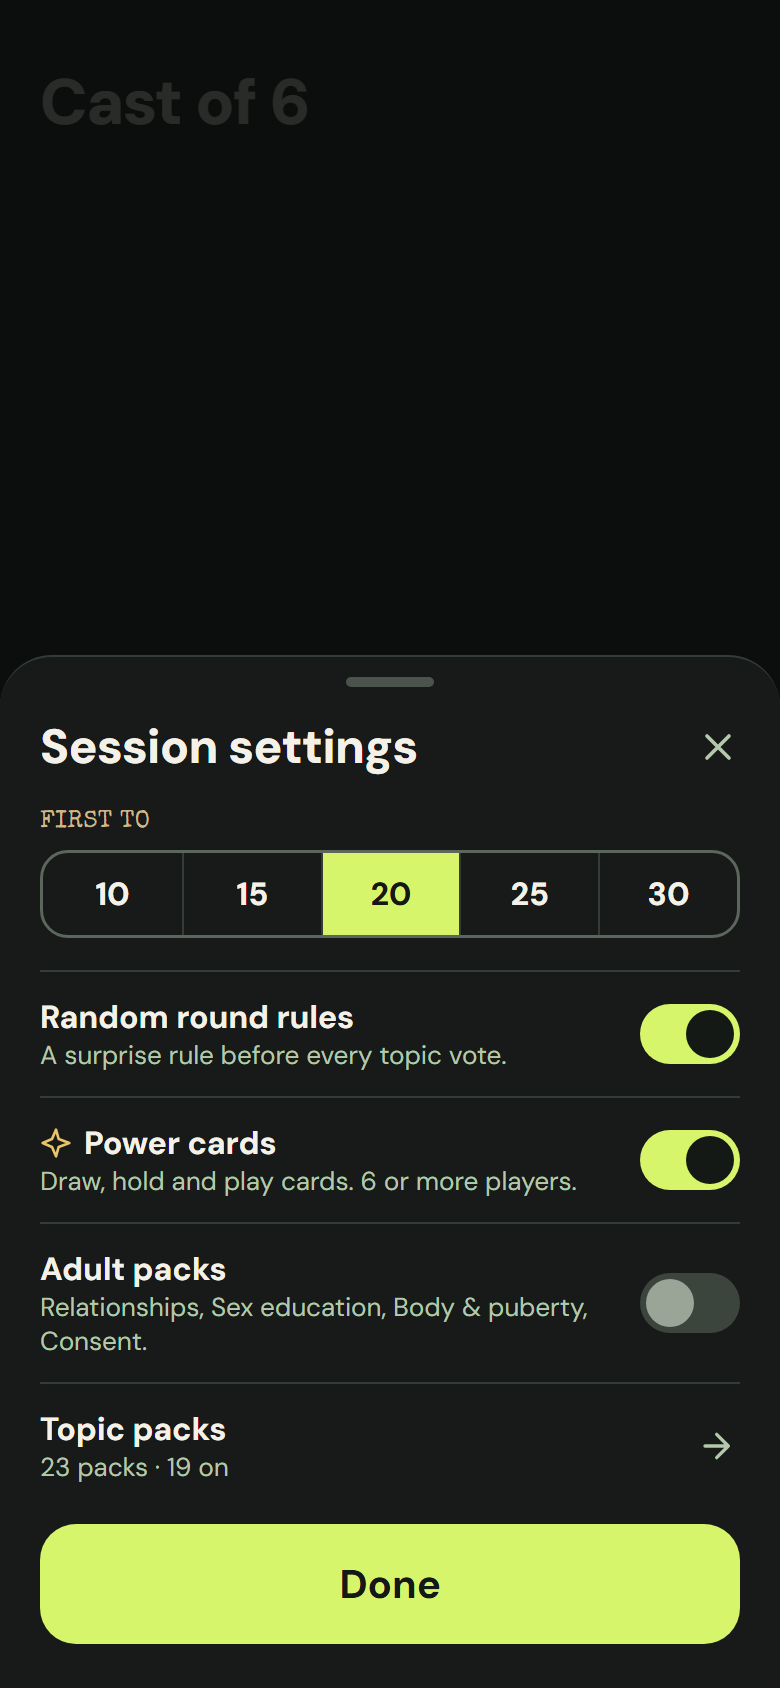 Cast of 6
Session settings
FIRST TO
10 15 20 25 30
Random round rules
A surprise rule before every topic vote.
Power cards
Draw, hold and play cards. 6 or more players.
Adult packs
Relationships, Sex education, Body & puberty,
Consent.
Topic packs
23 packs · 19 on
Done